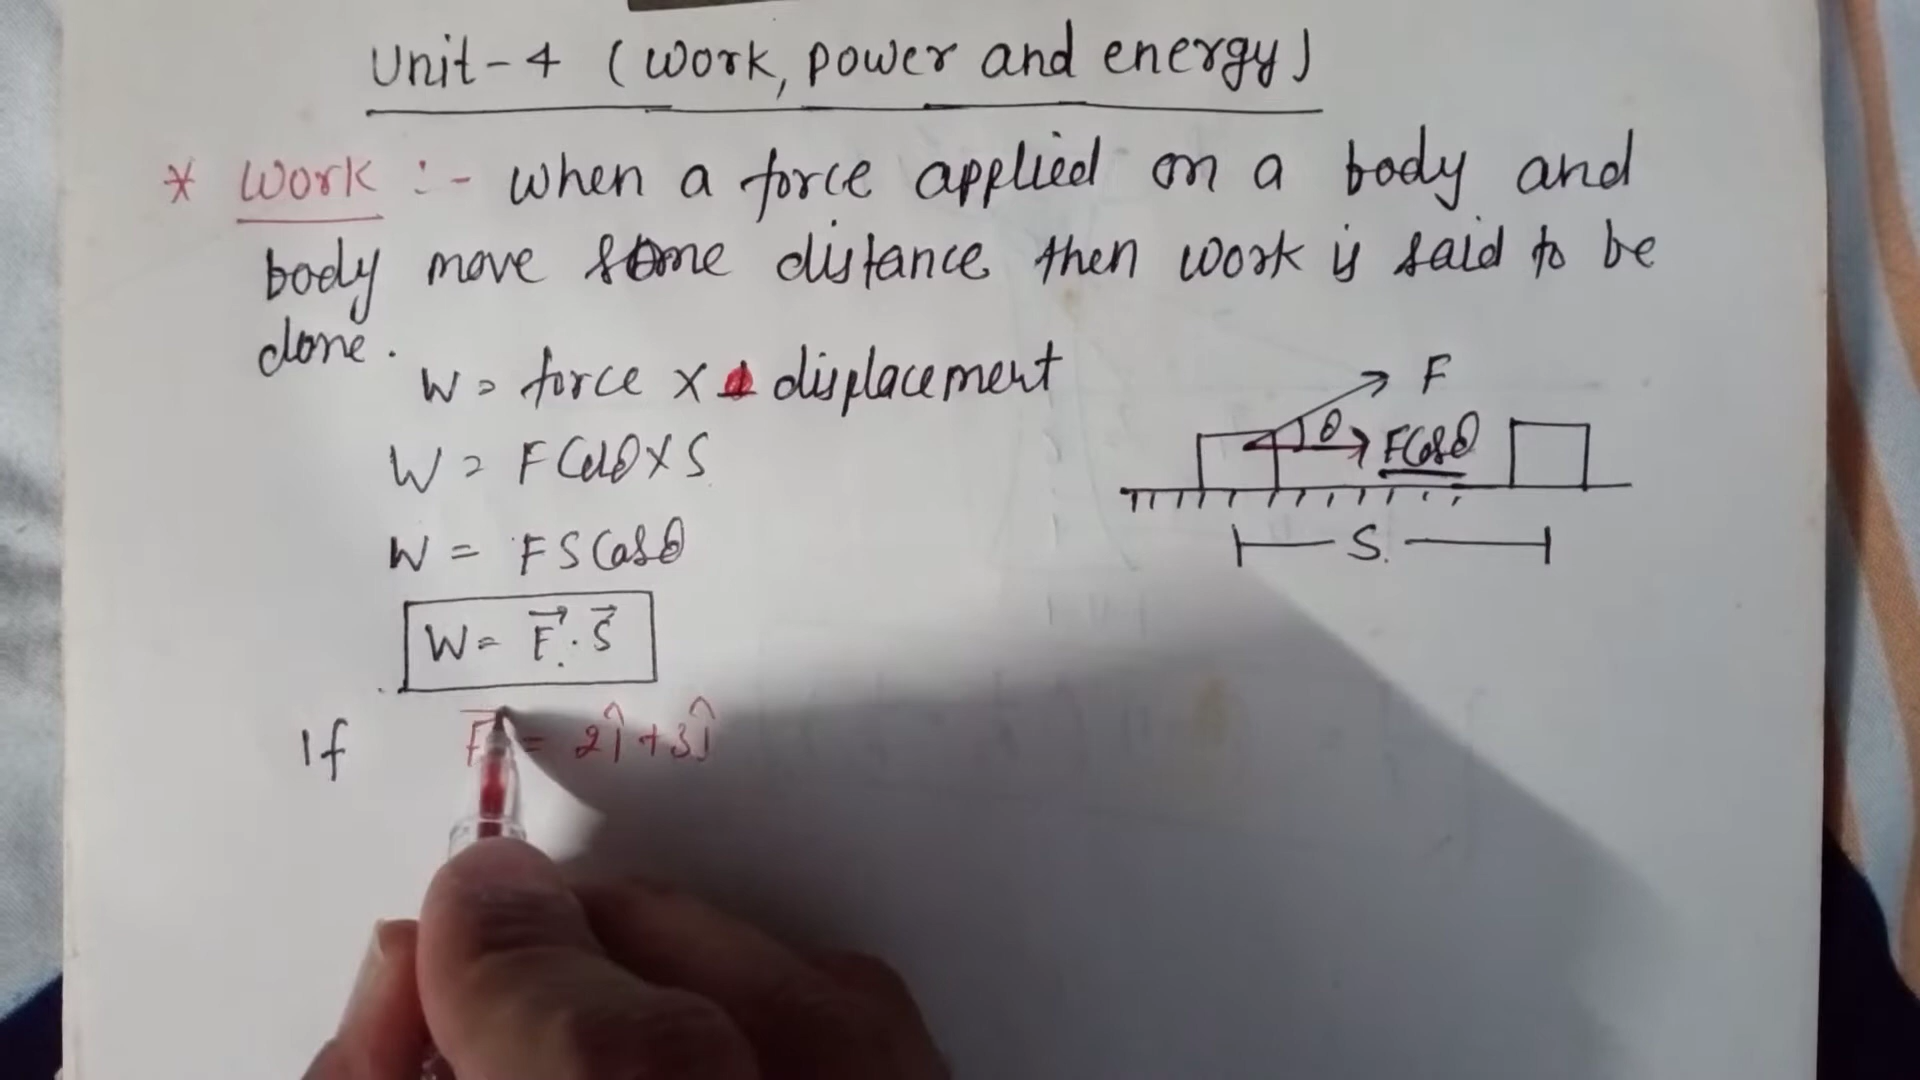 Unit-4 (Work, power and energy)
* Work :- When a force applied on a body and
body move some distance then work is said to be
done.
W = force X displacement
W = F Cosθ X S
W = F S Cosθ
W = F⃗ . S⃗
If F⃗ = 2î + 3ĵ
F
θ
F Cosθ
S.